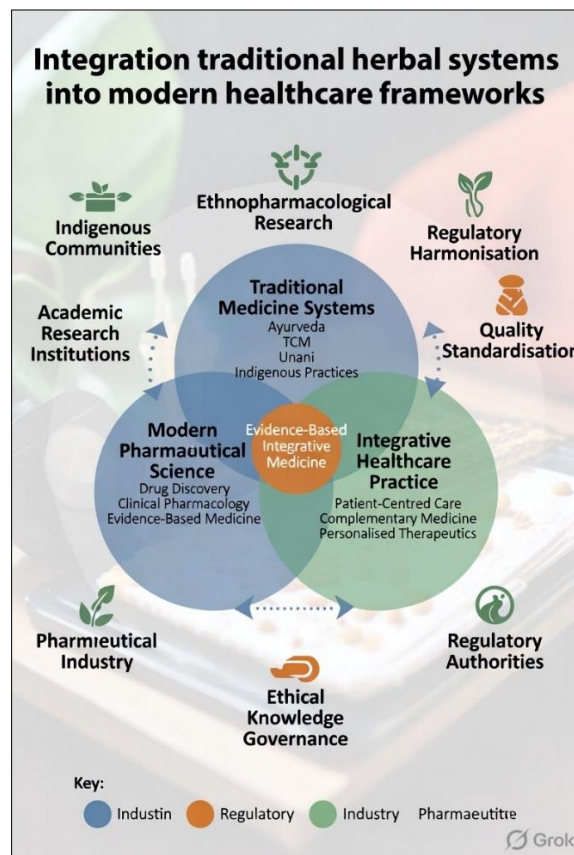 Integration traditional herbal systems
into modern healthcare frameworks
Indigenous
Communities
Ethnopharmacological
Research
Regulatory
Harmonisation
Academic
Research
Institutions
Traditional
Medicine Systems
Ayurveda
TCM
Unani
Indigenous Practices
Quality
Standardisation
Modern
Pharmaɔutical
Science
Drug Discovery
Clinical Pharmacology
Evidence-Based Medicine
Evidence-Based
Integrative
Medicine
Integrative
Healthcare
Practice
Patient-Centred Care
Complementary Medicine
Personalised Therapeutics
Pharmieutical
Industry
Ethical
Knowledge
Governance
Regulatory
Authorities
Key:
Industin
Regulatory
Industry
Pharmaeutitre
Grok